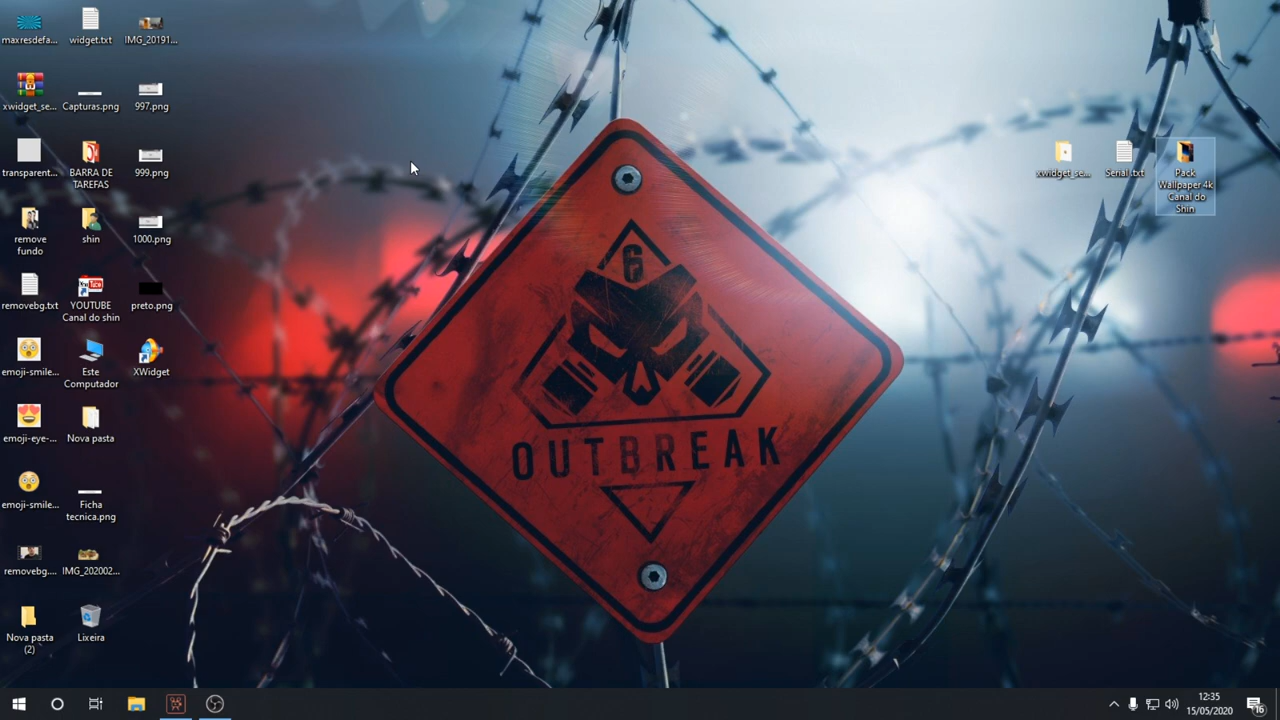 maxresdefa...
widget.txt
IMG_20191...
xwidget_se...
Capturas.png
997.png
transparent...
BARRA DE
TAREFAS
999.png
remove
fundo
shin
1000.png
removebg.txt
YOUTUBE
Canal do shin
preto.png
emoji-smile...
Este
Computador
XWidget
emoji-eye-...
Nova pasta
emoji-smile...
Ficha
tecnica.png
removebg....
IMG_202002...
Nova pasta
(2)
Lixeira
xwidget_se...
Serial.txt
Pack
Wallpaper 4k
Canal do
Shin
6
OUTBREAK
12:35
15/05/2020
16